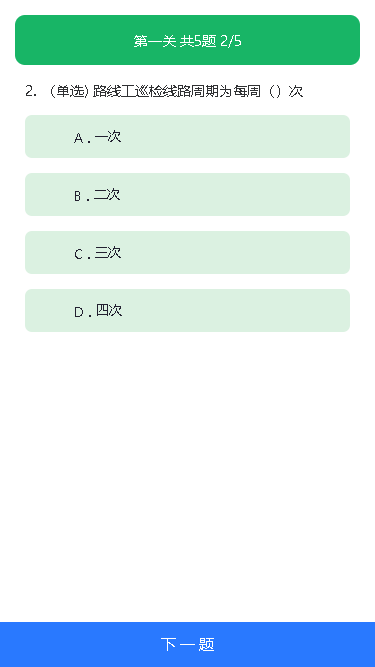 第一关 共5题 2/5
2. （单选) 路线工巡检线路周期为每周（）次
A . 一次
B . 二次
C . 三次
D . 四次
下一题